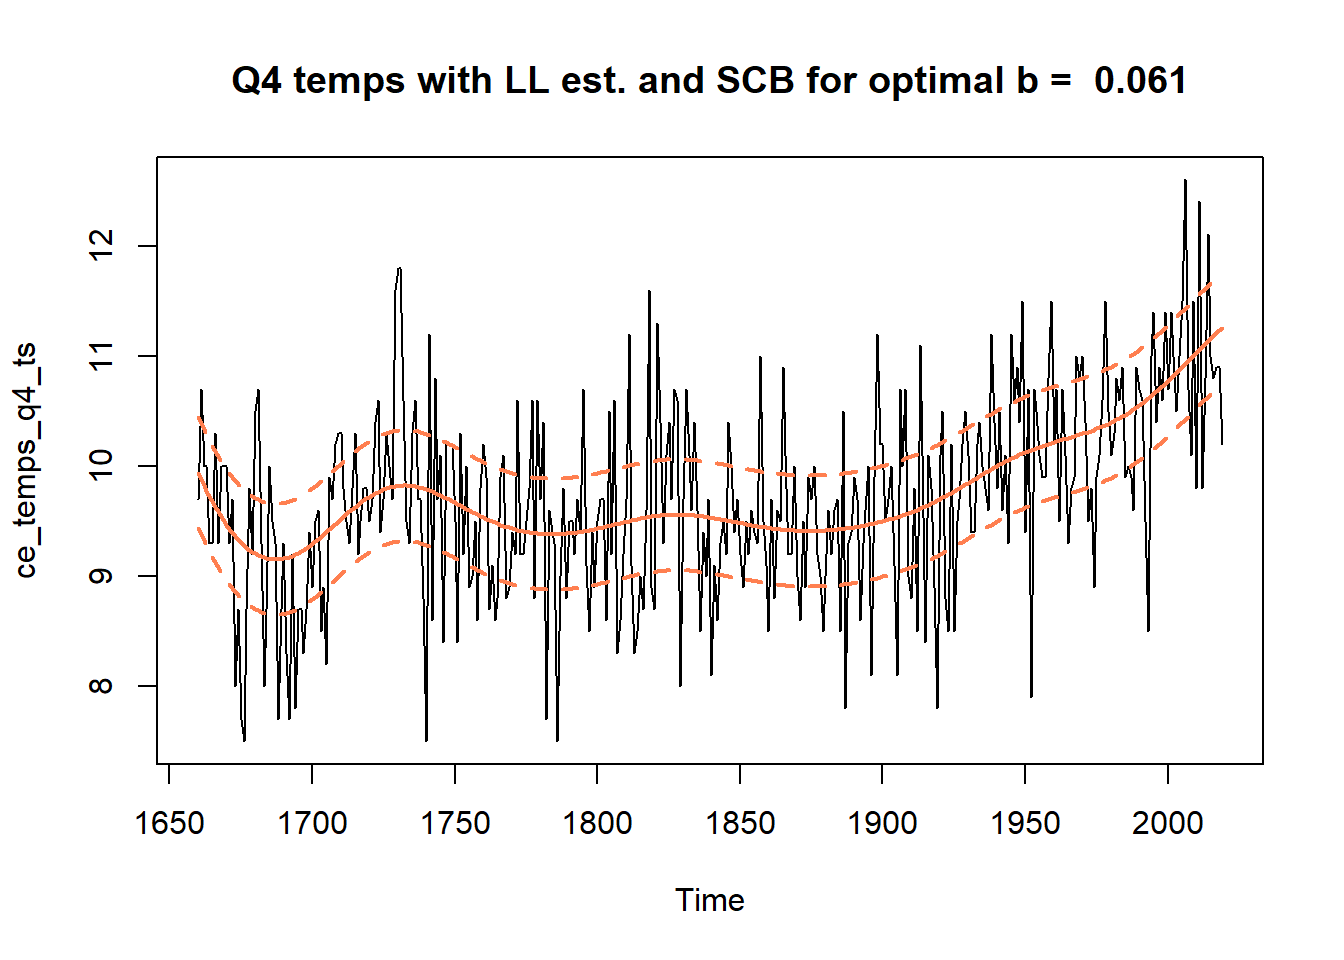 Q4 temps with LL est. and SCB for optimal b =  0.061
ce_temps_q4_ts
12
11
10
9
8
1650 1700 1750 1800 1850 1900 1950 2000
Time